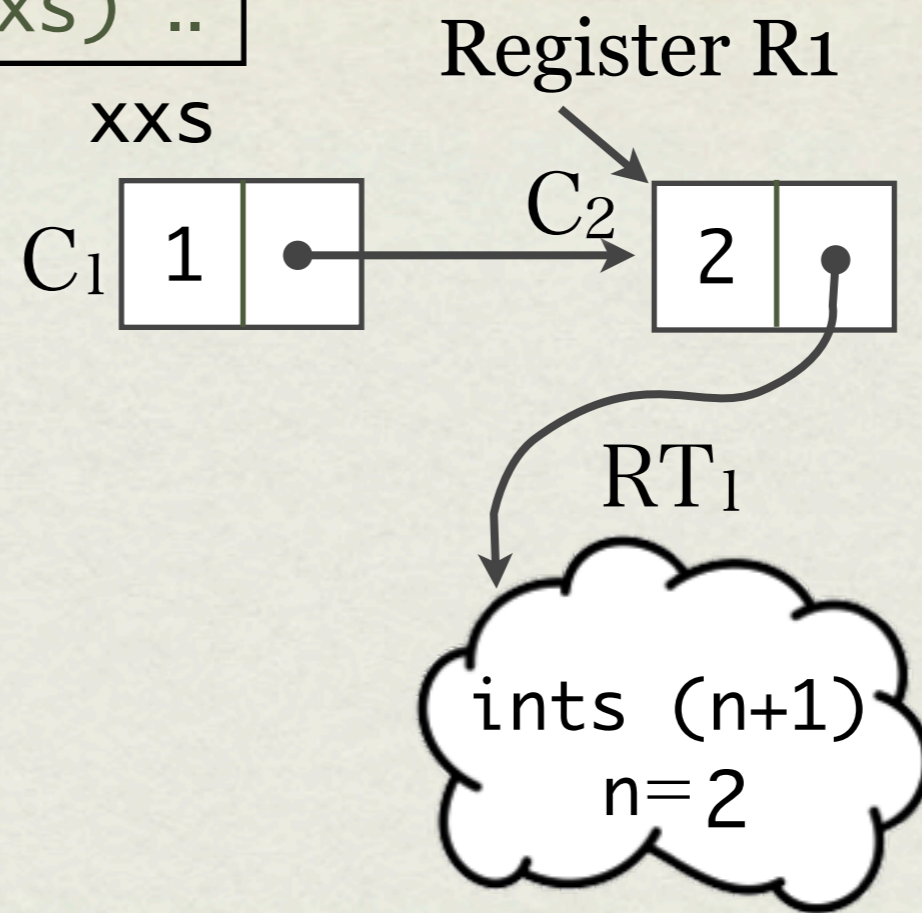 xs) ..
Register R1
xxs
C₁ 1
C₂ 2
RT₁
ints (n+1)
n=2